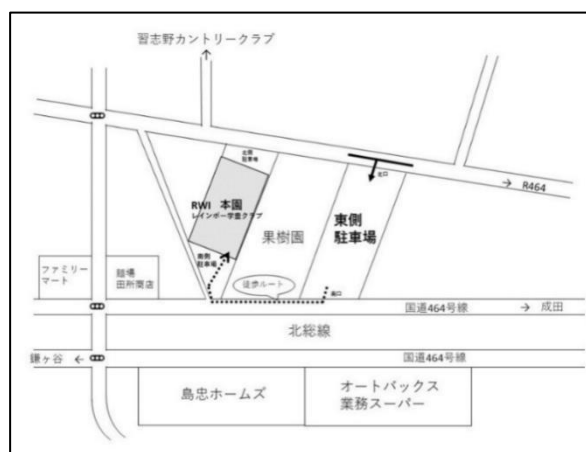 習志野カントリークラブ
北側
駐車場
北口
R464
RWI 本園
レインボー学童クラブ
果樹園
東側
駐車場
南側
駐車場
ファミリー
マート
麺場
田所商店
徒歩ルート
南口
国道464号線
成田
北総線
鎌ヶ谷
国道464号線
島忠ホームズ
オートバックス
業務スーパー